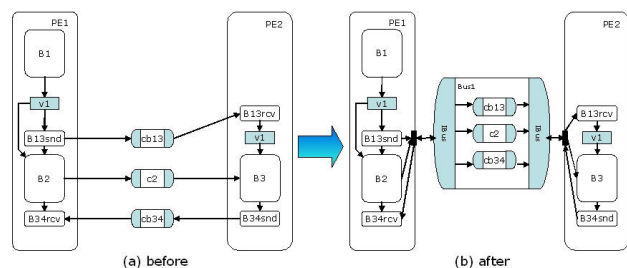 PE1
B1
v1
B13snd
B2
B34rcv
cb13
c2
cb34
PE2
B13rcv
v1
B3
B34snd
(a) before
PE1
B1
v1
B13snd
B2
B34rcv
Bus1
IBus
cb13
c2
cb34
IBus
PE2
B13rcv
v1
B3
B34snd
(b) after